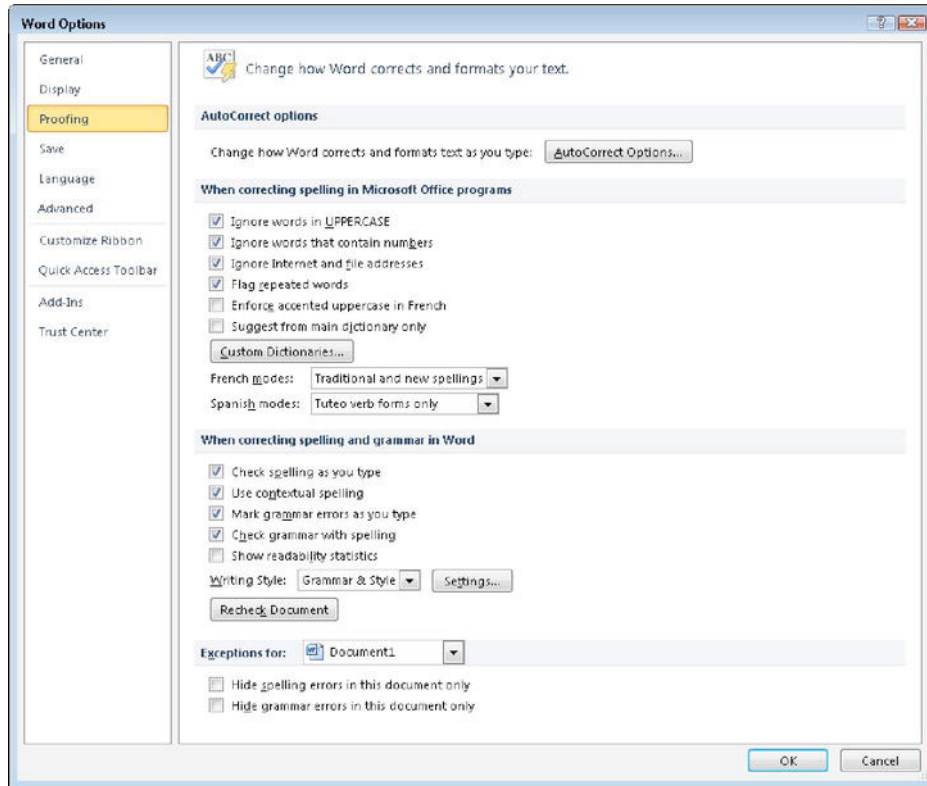 Word Options
General
Display
Proofing
Save
Language
Advanced
Customize Ribbon
Quick Access Toolbar
Add-Ins
Trust Center
ABC
Change how Word corrects and formats your text.
AutoCorrect options
Change how Word corrects and formats text as you type: AutoCorrect Options...
When correcting spelling in Microsoft Office programs
Ignore words in UPPERCASE
Ignore words that contain numbers
Ignore Internet and file addresses
Flag repeated words
Enforce accented uppercase in French
Suggest from main dictionary only
Custom Dictionaries...
French modes: Traditional and new spellings
Spanish modes: Tuteo verb forms only
When correcting spelling and grammar in Word
Check spelling as you type
Use contextual spelling
Mark grammar errors as you type
Check grammar with spelling
Show readability statistics
Writing Style: Grammar & Style Settings...
Recheck Document
Exceptions for: Document1
Hide spelling errors in this document only
Hide grammar errors in this document only
OK Cancel